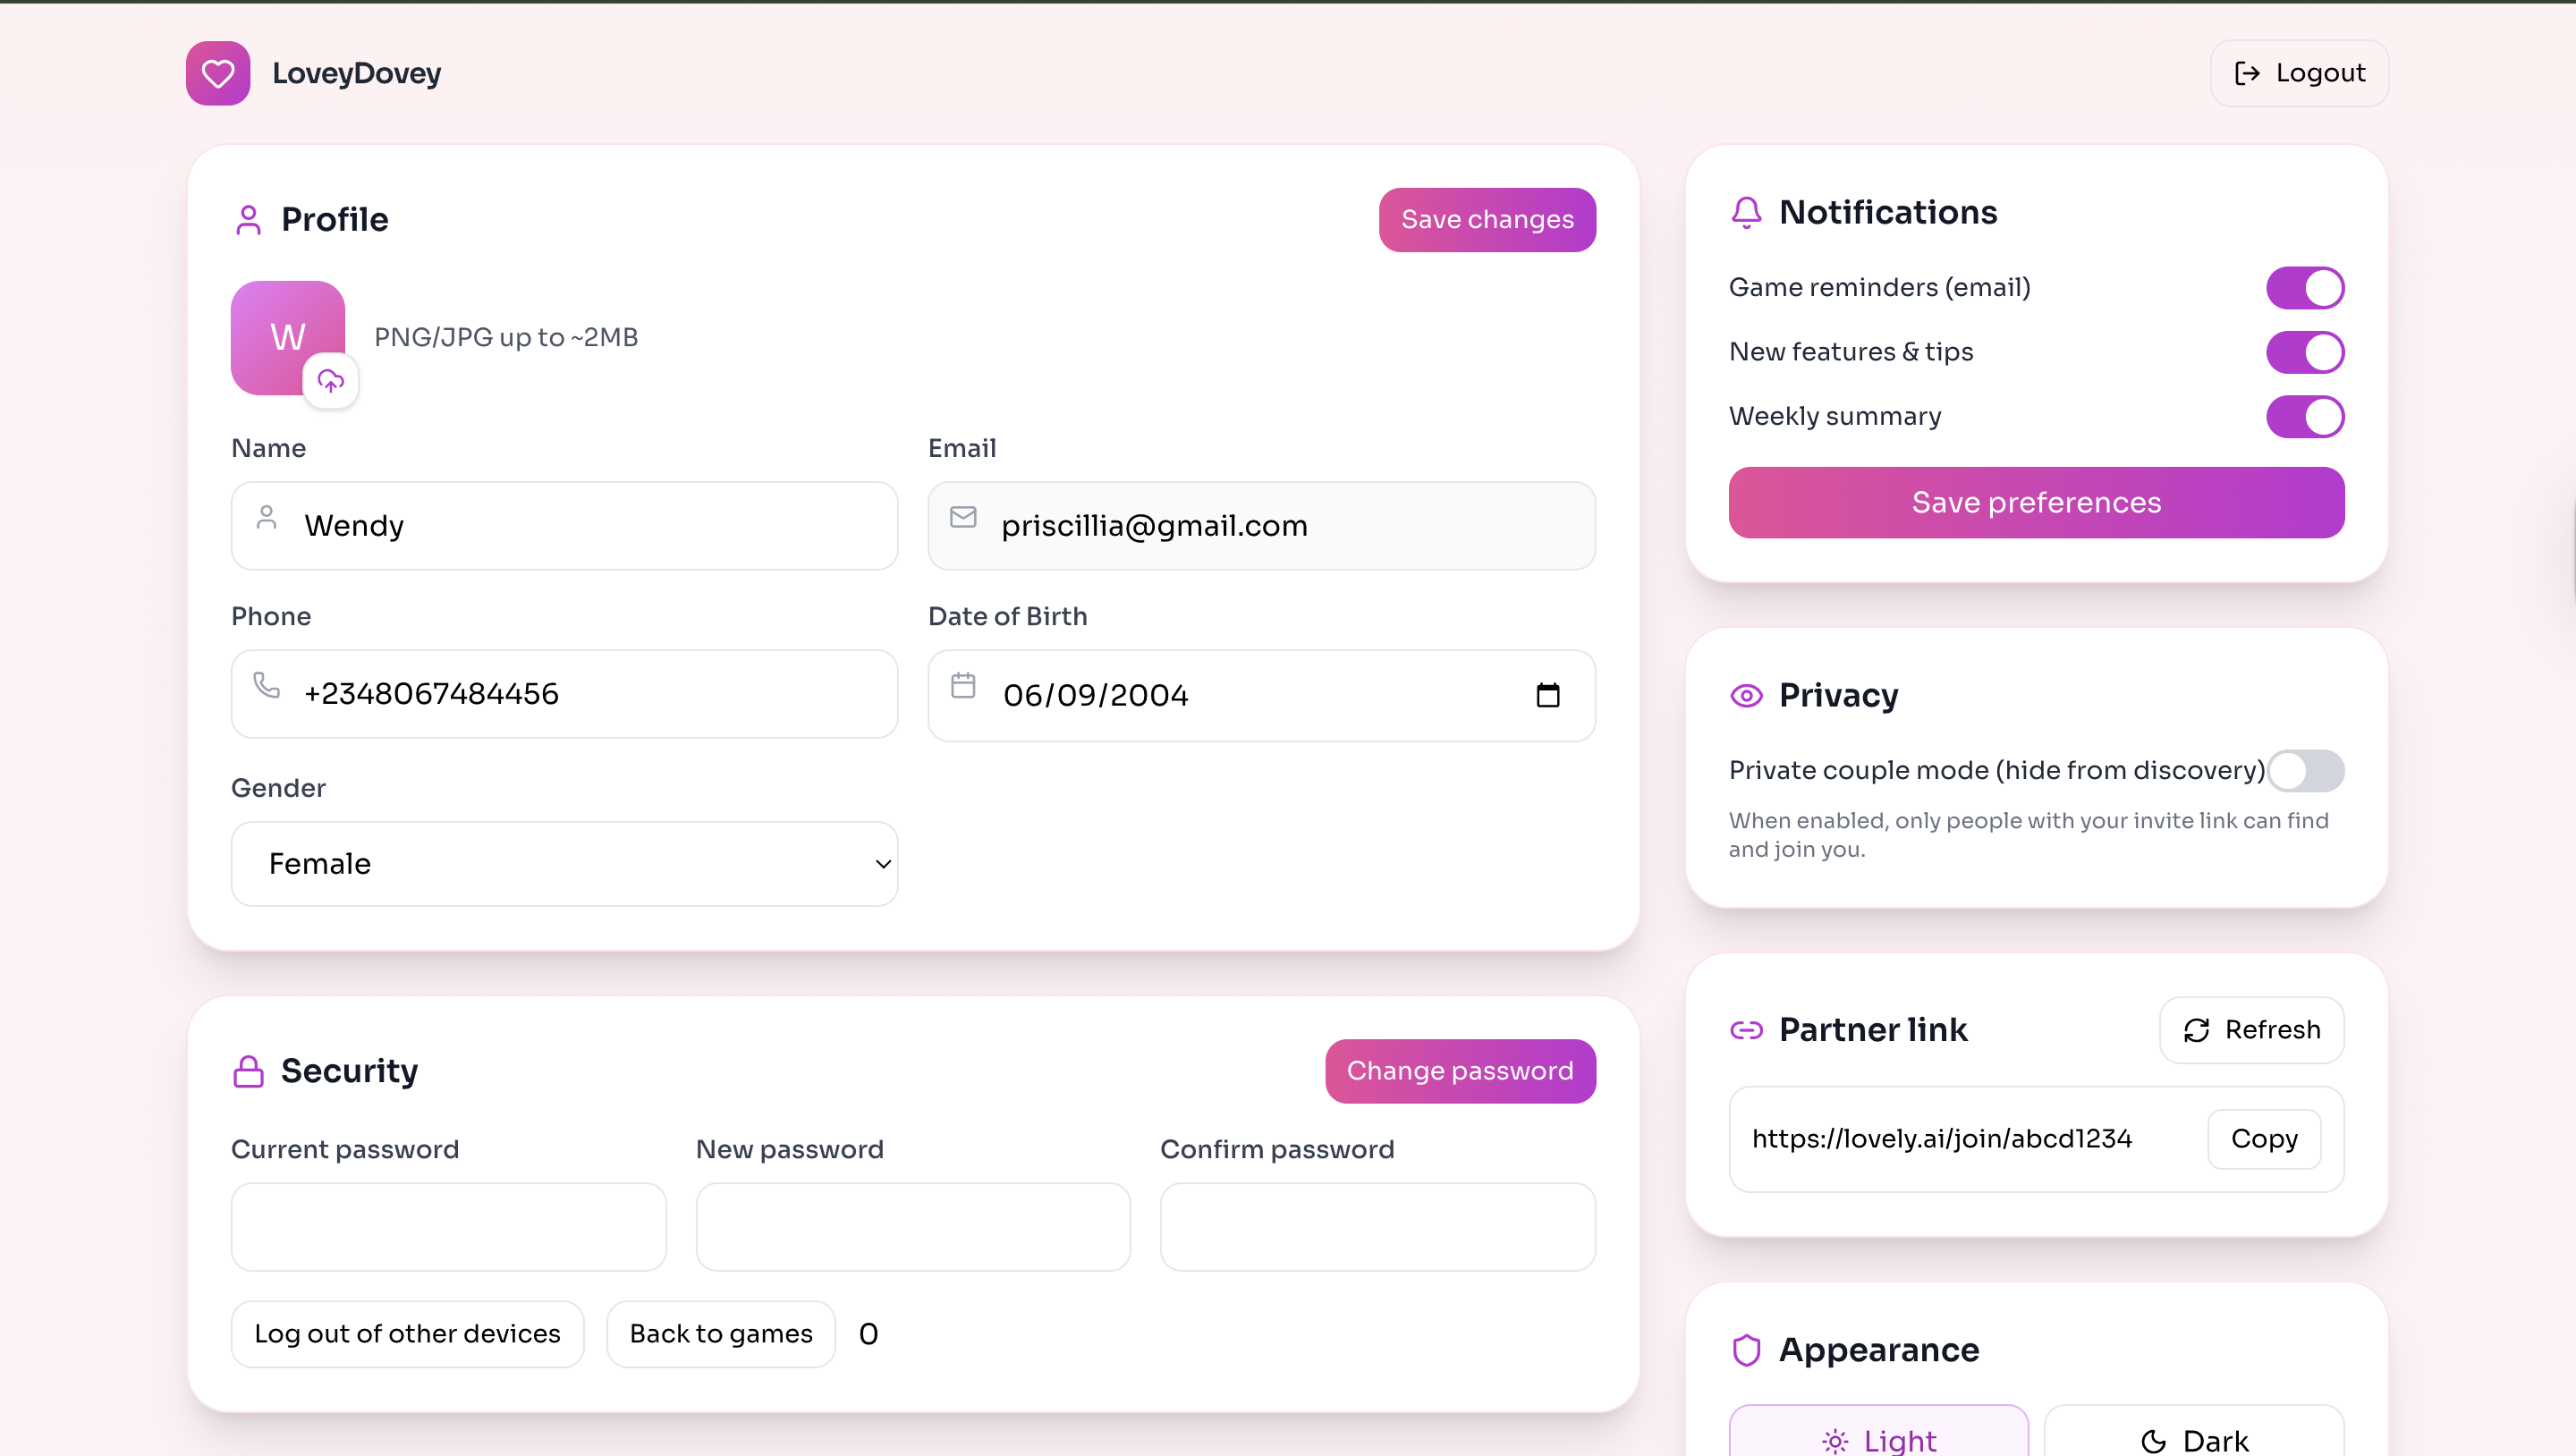 LoveyDovey
Logout
Profile
Save changes
W
PNG/JPG up to ~2MB
Name
Email
Wendy
priscillia@gmail.com
Phone
Date of Birth
+2348067484456
06/09/2004
Gender
Female
Security
Change password
Current password
New password
Confirm password
Log out of other devices
Back to games
0
Notifications
Game reminders (email)
New features & tips
Weekly summary
Save preferences
Privacy
Private couple mode (hide from discovery)
When enabled, only people with your invite link can find
and join you.
Partner link
Refresh
https://lovely.ai/join/abcd1234
Copy
Appearance
Light
Dark